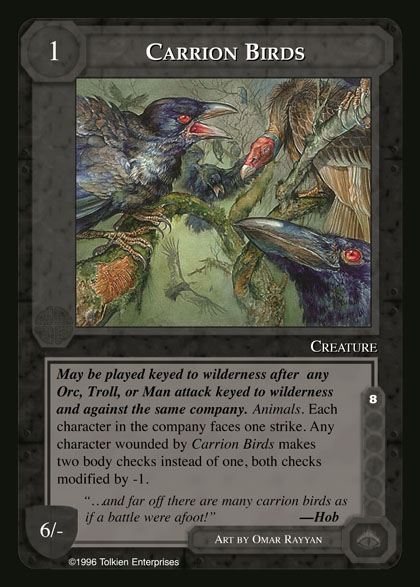 1
CARRION BIRDS
CREATURE
May be played keyed to wilderness after any
Orc, Troll, or Man attack keyed to wilderness
and against the same company. Animals. Each
character in the company faces one strike. Any
character wounded by Carrion Birds makes
two body checks instead of one, both checks
modified by -1.
“…and far off there are many carrion birds as
if a battle were afoot!” —Hob
8
6/-
ART BY OMAR RAYYAN
©1996 Tolkien Enterprises